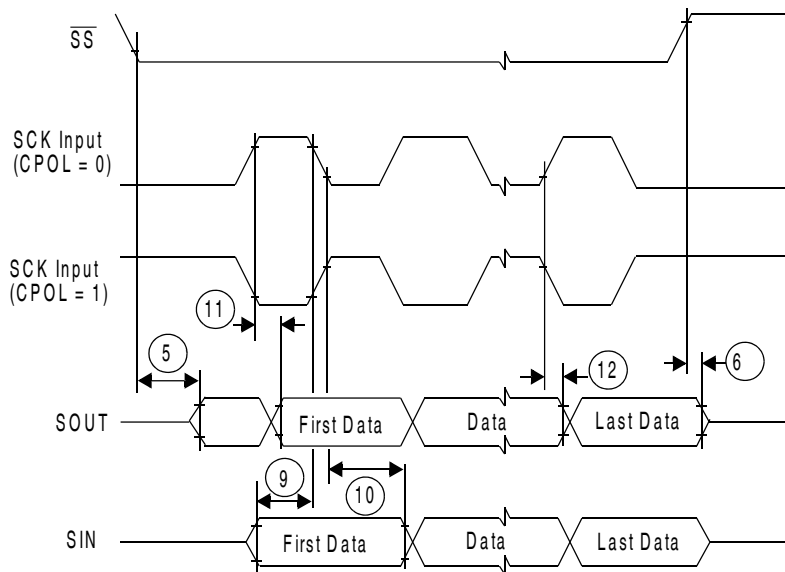 SS
SCK Input
(CPOL = 0)
SCK Input
(CPOL = 1)
11
5
12
6
SOUT
First Data
Data
Last Data
9
10
SIN
First Data
Data
Last Data